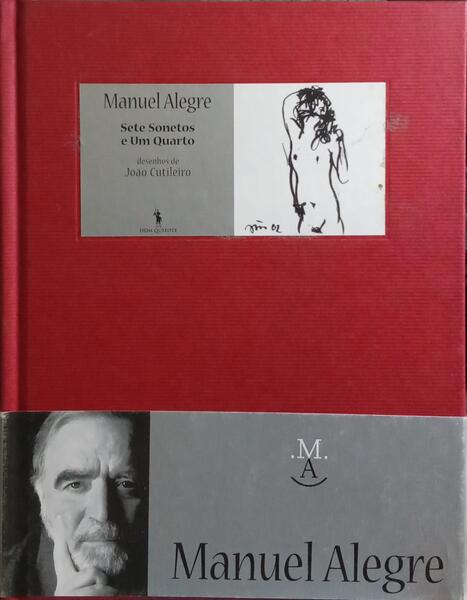 Manuel Alegre
Sete Sonetos
e Um Quarto
desenhos de
João Cutileiro
DOM QUIXOTE
.M.
A
Manuel Alegre